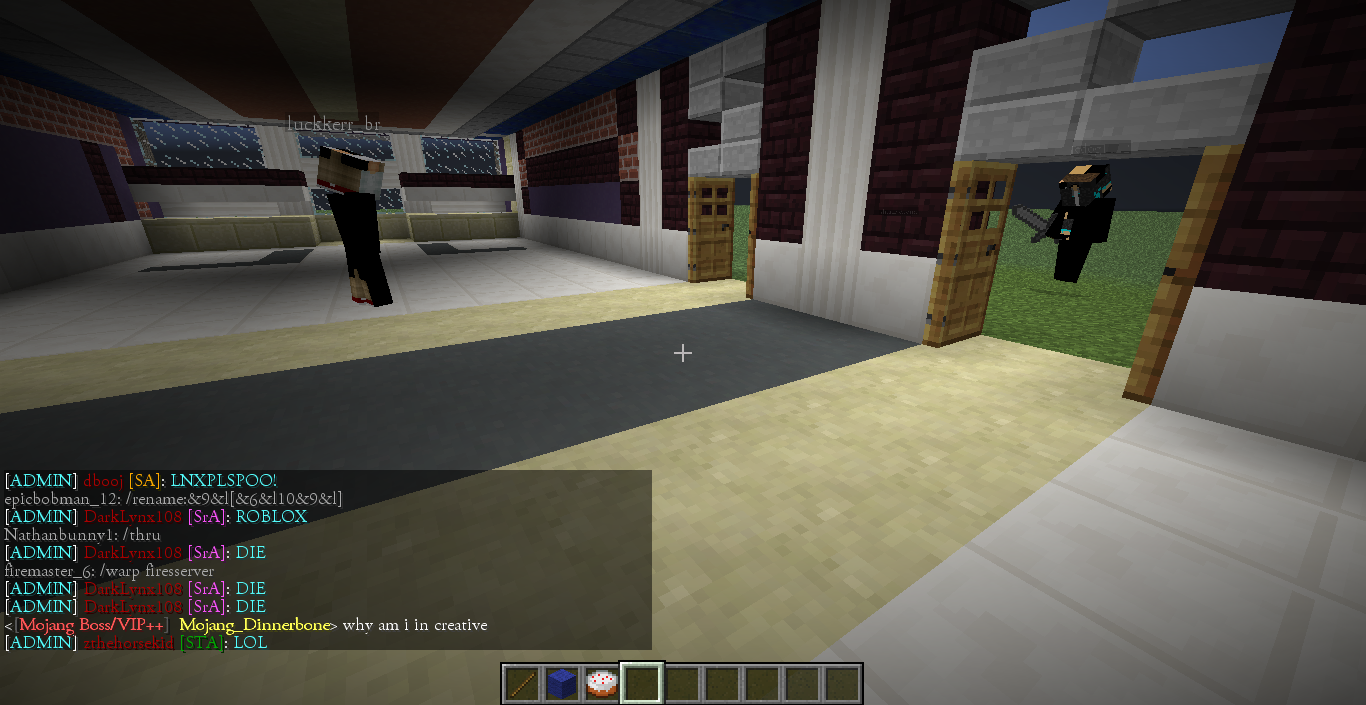 luckkerr_br
[ADMIN] dbooj [SA]: LNXPLSPOO!
epicbobman_12: /rename:&9&l[&6&l10&9&l]
[ADMIN] DarkLynx108 [SrA]: ROBLOX
Nathanbunny1: /thru
[ADMIN] DarkLynx108 [SrA]: DIE
firemaster_6: /warp firesserver
[ADMIN] DarkLynx108 [SrA]: DIE
[ADMIN] DarkLynx108 [SrA]: DIE
<[Mojang Boss/VIP++] Mojang_Dinnerbone> why am i in creative
[ADMIN] zthehorsekid [STA]: LOL